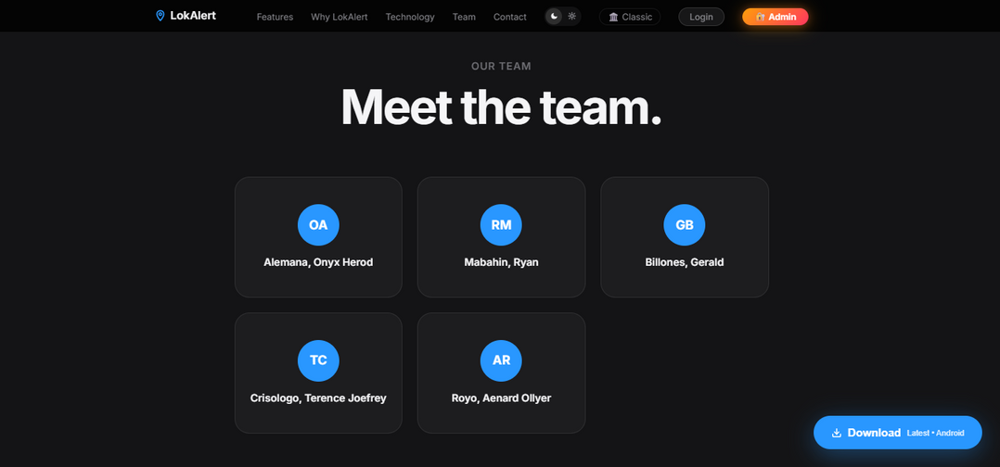 LokAlert Features Why LokAlert Technology Team Contact Classic Login Admin
OUR TEAM
Meet the team.
OA RM GB
Alemana, Onyx Herod Mabahin, Ryan Billones, Gerald
TC AR
Crisologo, Terence Joefrey Royo, Aenard Ollyer
Download Latest • Android